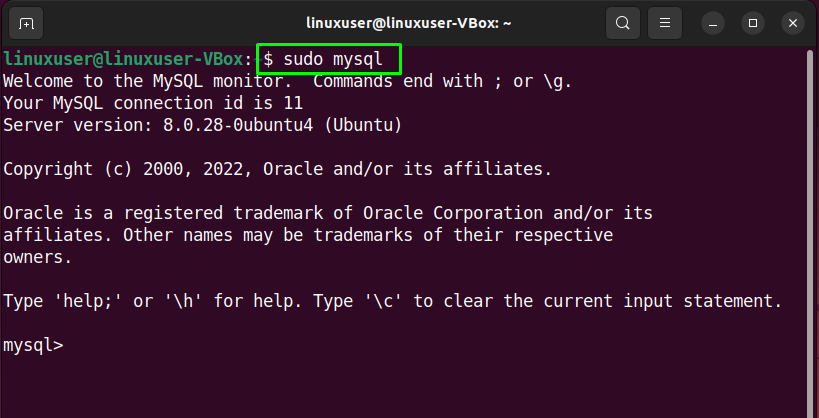 linuxuser@linuxuser-VBox: ~
linuxuser@linuxuser-VBox:~$ sudo mysql
Welcome to the MySQL monitor.  Commands end with ; or \g.
Your MySQL connection id is 11
Server version: 8.0.28-0ubuntu4 (Ubuntu)
Copyright (c) 2000, 2022, Oracle and/or its affiliates.
Oracle is a registered trademark of Oracle Corporation and/or its
affiliates. Other names may be trademarks of their respective
owners.
Type 'help;' or '\h' for help. Type '\c' to clear the current input statement.
mysql>